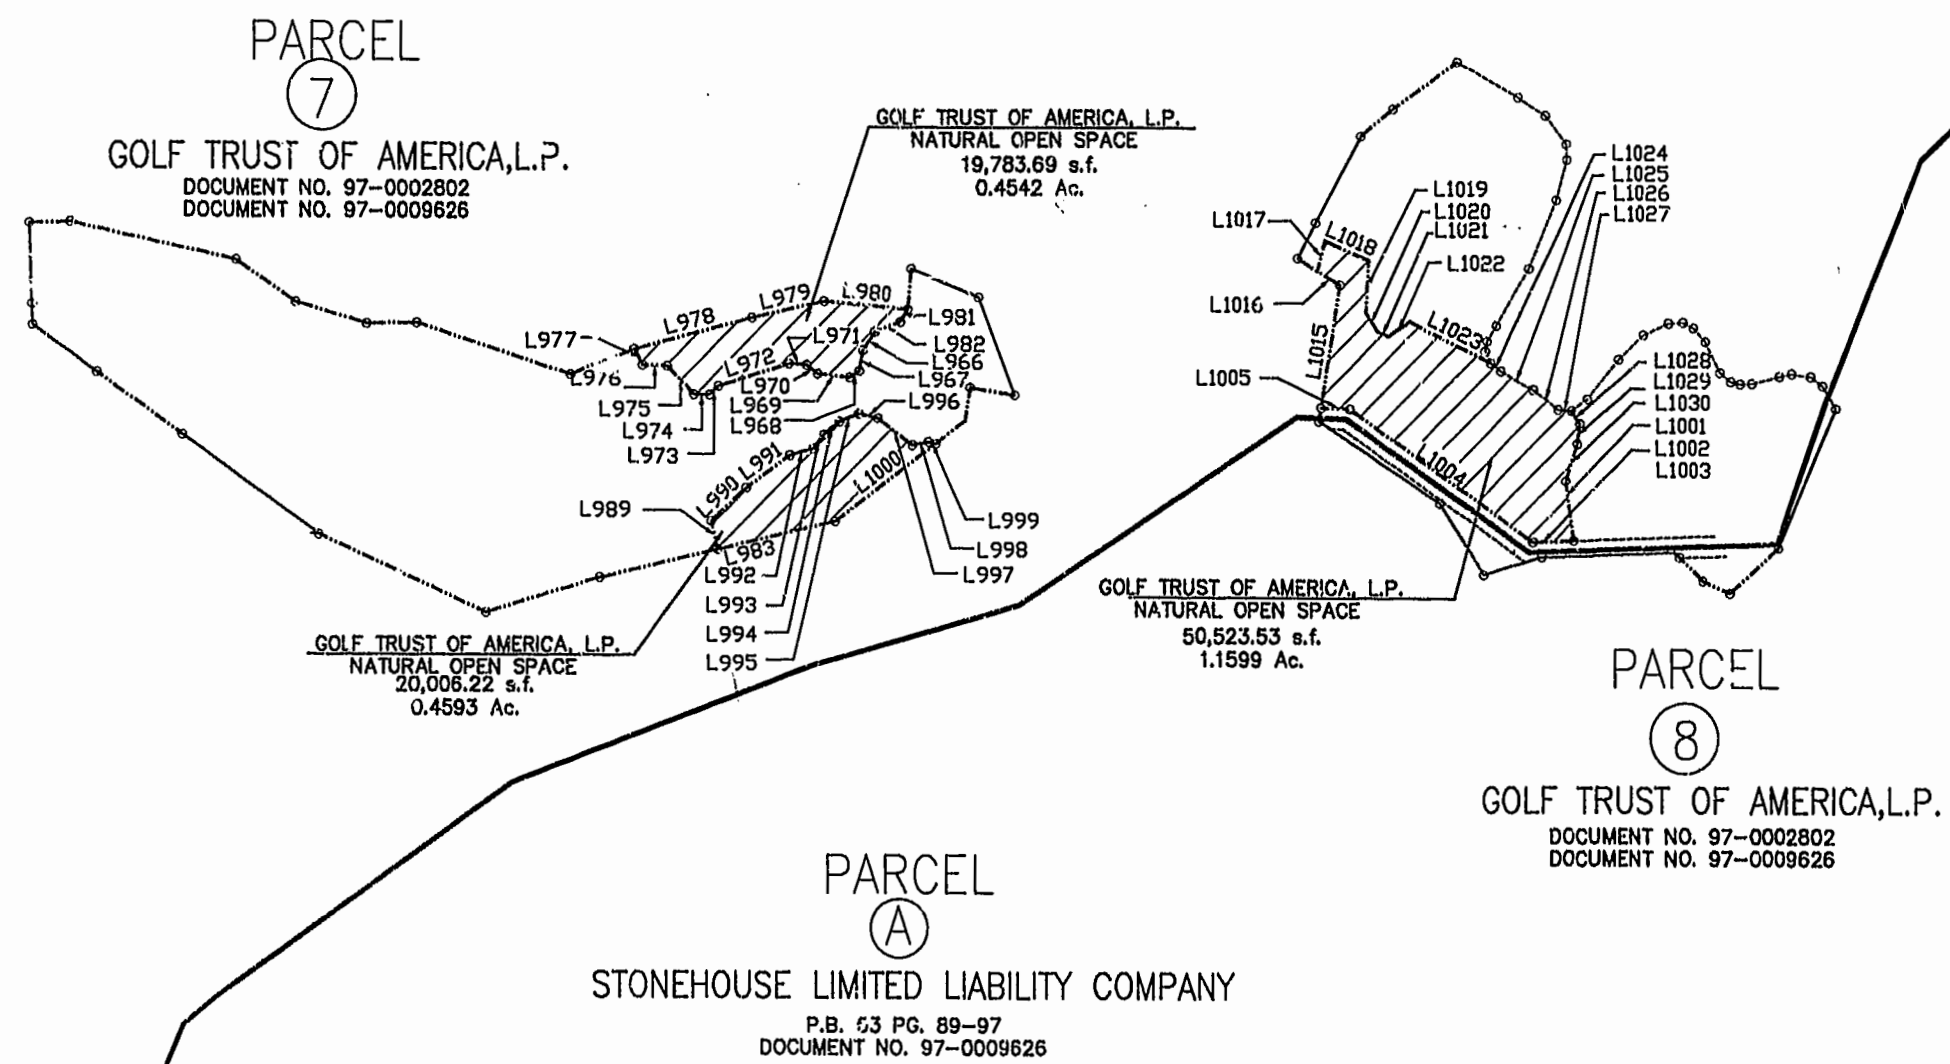 PARCEL
7
GOLF TRUST OF AMERICA,L.P.
DOCUMENT NO. 97-0002802
DOCUMENT NO. 97-0009626
GOLF TRUST OF AMERICA, L.P.
NATURAL OPEN SPACE
19,783.69 s.f.
0.4542 Ac.
L977
L978
L979
L980
L981
L982
L966
L967
L971
L972
L970
L969
L968
L976
L975
L974
L973
L996
L990
L991
L989
L1000
L983
L992
L993
L994
L995
L999
L998
L997
GOLF TRUST OF AMERICA, L.P.
NATURAL OPEN SPACE
20,006.22 s.f.
0.4593 Ac.
L1024
L1025
L1026
L1027
L1019
L1020
L1021
L1022
L1017
L1018
L1016
L1015
L1023
L1005
L1028
L1029
L1030
L1001
L1002
L1003
L1004
GOLF TRUST OF AMERICA, L.P.
NATURAL OPEN SPACE
50,523.53 s.f.
1.1599 Ac.
PARCEL
8
GOLF TRUST OF AMERICA,L.P.
DOCUMENT NO. 97-0002802
DOCUMENT NO. 97-0009626
PARCEL
A
STONEHOUSE LIMITED LIABILITY COMPANY
P.B. PG. 89-97
DOCUMENT NO. 97-0009626